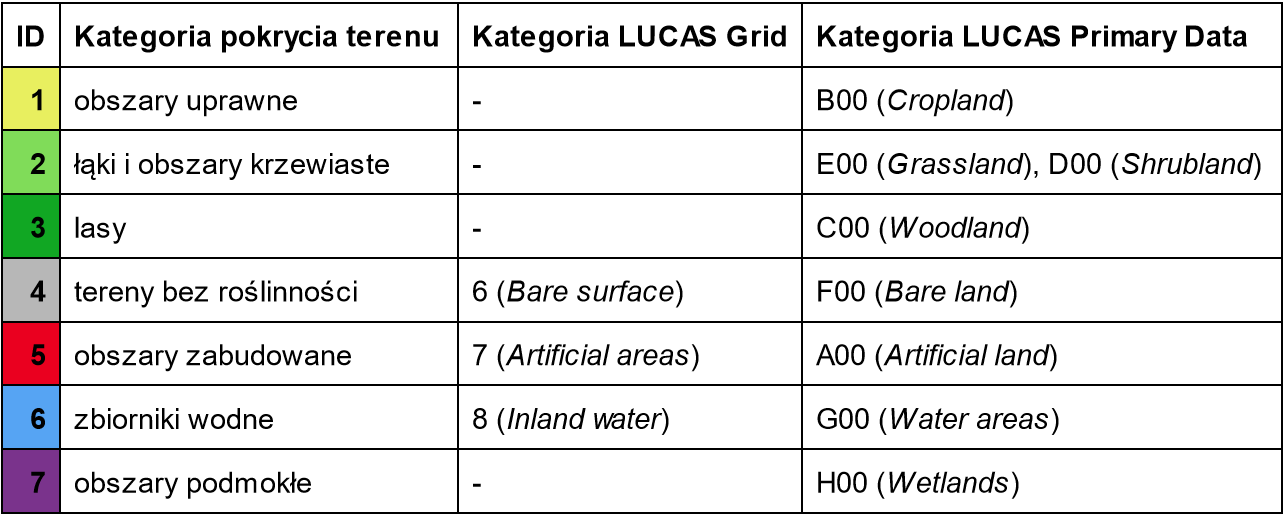 ID Kategoria pokrycia terenu Kategoria LUCAS Grid Kategoria LUCAS Primary Data
1 obszary uprawne - B00 (Cropland)
2 łąki i obszary krzewiaste - E00 (Grassland), D00 (Shrubland)
3 lasy - C00 (Woodland)
4 tereny bez roślinności 6 (Bare surface) F00 (Bare land)
5 obszary zabudowane 7 (Artificial areas) A00 (Artificial land)
6 zbiorniki wodne 8 (Inland water) G00 (Water areas)
7 obszary podmokłe - H00 (Wetlands)